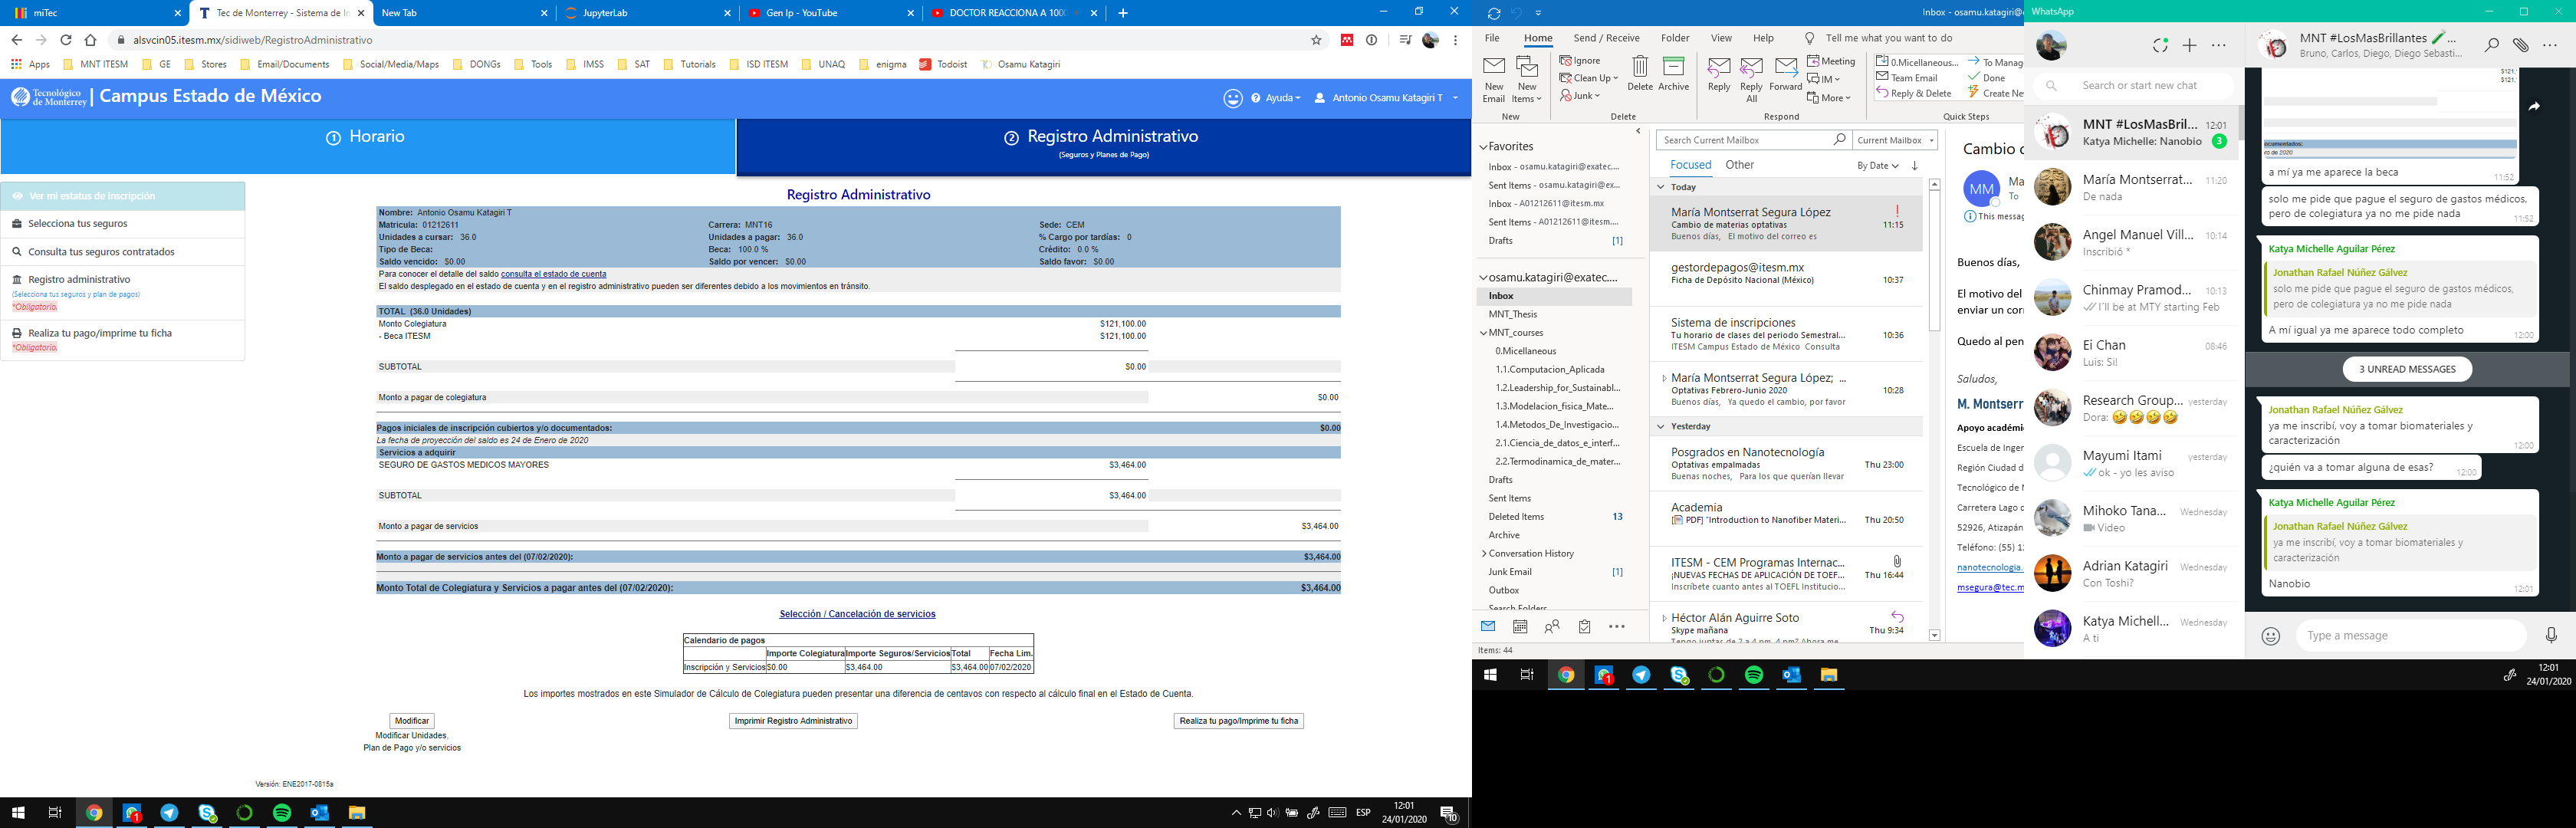 miTec
Tec de Monterrey - Sistema de In
New Tab
JupyterLab
Gen Ip - YouTube
DOCTOR REACCIONA A 100
alsvcin05.itesm.mx/sidiweb/RegistroAdministrativo
Apps
MNT ITESM
GE
Stores
Email/Documents
Social/Media/Maps
DONGs
Tools
IMSS
SAT
Tutorials
ISD ITESM
UNAQ
enigma
Todoist
Osamu Katagiri
Tecnológico de Monterrey | Campus Estado de México
Ayuda
Antonio Osamu Katagiri T
1 Horario
2 Registro Administrativo
(Seguros y Planes de Pago)
Ver mi estatus de inscripción
Selecciona tus seguros
Consulta tus seguros contratados
Registro administrativo
(Selecciona tus seguros y plan de pagos)
*Obligatorio.
Realiza tu pago/imprime tu ficha
*Obligatorio.
Registro Administrativo
Nombre: Antonio Osamu Katagiri T
Matricula: 01212611 Carrera: MNT16 Sede: CEM
Unidades a cursar: 36.0 Unidades a pagar: 36.0 % Cargo por tardías: 0
Tipo de Beca: Beca: 100.0 % Crédito: 0.0 %
Saldo vencido: $0.00 Saldo por vencer: $0.00 Saldo favor: $0.00
Para conocer el detalle del saldo consulta el estado de cuenta
El saldo desplegado en el estado de cuenta y en el registro administrativo pueden ser diferentes debido a los movimientos en tránsito.
TOTAL (36.0 Unidades)
Monto Colegiatura $121,100.00
- Beca ITESM $121,100.00
SUBTOTAL $0.00
Monto a pagar de colegiatura $0.00
Pagos iniciales de inscripción cubiertos y/o documentados: $0.00
La fecha de proyección del saldo es 24 de Enero de 2020
Servicios a adquirir
SEGURO DE GASTOS MEDICOS MAYORES $3,464.00
SUBTOTAL $3,464.00
Monto a pagar de servicios $3,464.00
Monto a pagar de servicios antes del (07/02/2020): $3,464.00
Monto Total de Colegiatura y Servicios a pagar antes del (07/02/2020): $3,464.00
Selección / Cancelación de servicios
Calendario de pagos
Importe Colegiatura Importe Seguros/Servicios Total Fecha Lim.
Inscripción y Servicios $0.00 $3,464.00 $3,464.00 07/02/2020
Los importes mostrados en este Simulador de Cálculo de Colegiatura pueden presentar una diferencia de centavos con respecto al cálculo final en el Estado de Cuenta.
Modificar
Imprimir Registro Administrativo
Realiza tu pago/Imprime tu ficha
Modificar Unidades,
Plan de Pago y/o servicios
Versión: ENE2017-0815a
1
ESP
12:01
24/01/2020
10
Inbox - osamu.katagiri@e
File
Home
Send / Receive
Folder
View
Help
Tell me what you want to do
New Email
New Items
New
Ignore
Clean Up
Junk
Delete
Archive
Delete
Reply
Reply All
Forward
Meeting
IM
More
Respond
0.Micellaneous...
Team Email
Reply & Delete
To Manag
Done
Create Ne
Quick Steps
Favorites
Inbox - osamu.katagiri@exatec....
Sent Items - osamu.katagiri@ex...
Inbox - A01212611@itesm.mx
Sent Items - A01212611@itesm....
Drafts [1]
osamu.katagiri@exatec....
Inbox
MNT_Thesis
MNT_courses
0.Micellaneous
1.1.Computacion_Aplicada
1.2.Leadership_for_Sustainabl...
1.3.Modelacion_fisica_Mate...
1.4.Metodos_De_Investigacio...
2.1.Ciencia_de_datos_e_interf...
2.2.Termodinamica_de_mater...
Drafts
Sent Items
Deleted Items 13
Archive
Conversation History
Junk Email [1]
Outbox
Search Folders
Items: 44
Search Current Mailbox
Current Mailbox
Focused
Other
By Date
Today
María Montserrat Segura López
Cambio de materias optativas 11:15
Buenos días, El motivo del correo es
gestordepagos@itesm.mx
Ficha de Depósito Nacional (México) 10:37
Sistema de inscripciones
Tu horario de clases del periodo Semestral... 10:36
ITESM Campus Estado de México Consulta
María Montserrat Segura López; ...
Optativas Febrero-Junio 2020 10:28
Buenos días, Ya quedo el cambio, por favor
Yesterday
Posgrados en Nanotecnología
Optativas empalmadas Thu 23:00
Buenas noches, Para los que querían llevar
Academia
[PDF] "Introduction to Nanofiber Materi... Thu 20:50
ITESM - CEM Programas Internac...
¡NUEVAS FECHAS DE APLICACIÓN DE TOEF... Thu 16:44
Inscríbete cuanto antes al TOEFL Institucio...
Héctor Alán Aguirre Soto
Skype mañana Thu 9:34
Tengo juntas de 2 a 4 pm. 4 pm? Ahora me
Cambio d
MM
Ma
To
This messag
Buenos días,
El motivo del
enviar un corr
Quedo al pen
Saludos,
M. Montserr
Apoyo académic
Escuela de Ingen
Región Ciudad d
Tecnológico de M
Carretera Lago d
52926, Atizapán
Teléfono: (55) 12
nanotecnologia.
msegura@tec.m
WhatsApp
Search or start new chat
MNT #LosMasBril... 12:01
Katya Michelle: Nanobio 3
María Montserrat... 11:20
De nada
Angel Manuel Vill... 10:14
Inscribió *
Chinmay Pramod... 10:13
I'll be at MTY starting Feb
Ei Chan 08:46
Luis: Si!
Research Group... yesterday
Dora: 🤣🤣🤣🤣
Mayumi Itami yesterday
ok - yo les aviso
Mihoko Tana... Wednesday
Video
Adrian Katagiri Wednesday
Con Toshi?
Katya Michell... Wednesday
A ti
MNT #LosMasBrillantes ...
Bruno, Carlos, Diego, Diego Sebasti...
$121,
$121,
ocumentados:
ro de 2020
a mí ya me aparece la beca 11:52
solo me pide que pague el seguro de gastos médicos,
pero de colegiatura ya no me pide nada 11:52
Katya Michelle Aguilar Pérez
Jonathan Rafael Núñez Gálvez
solo me pide que pague el seguro de gastos médicos,
pero de colegiatura ya no me pide nada
A mí igual ya me aparece todo completo 12:00
3 UNREAD MESSAGES
Jonathan Rafael Núñez Gálvez
ya me inscribí, voy a tomar biomateriales y
caracterización 12:00
¿quién va a tomar alguna de esas? 12:00
Katya Michelle Aguilar Pérez
Jonathan Rafael Núñez Gálvez
ya me inscribí, voy a tomar biomateriales y
caracterización
Nanobio 12:01
Type a message
1
12:01
24/01/2020